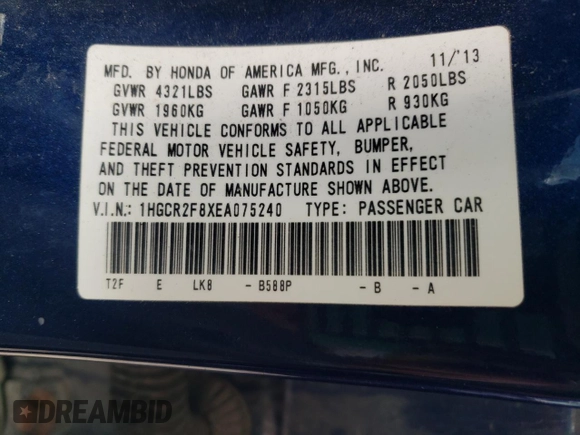 MFD. BY HONDA OF AMERICA MFG., INC. 11/'13
GVWR 4321LBS GAWR F 2315LBS R 2050LBS
GVWR 1960KG GAWR F 1050KG R 930KG
THIS VEHICLE CONFORMS TO ALL APPLICABLE
FEDERAL MOTOR VEHICLE SAFETY, BUMPER,
AND THEFT PREVENTION STANDARDS IN EFFECT
ON THE DATE OF MANUFACTURE SHOWN ABOVE.
V.I.N.: 1HGCR2F8XEA075240 TYPE: PASSENGER CAR
T2F E LK8 - B588P - B - A
DREAMBID